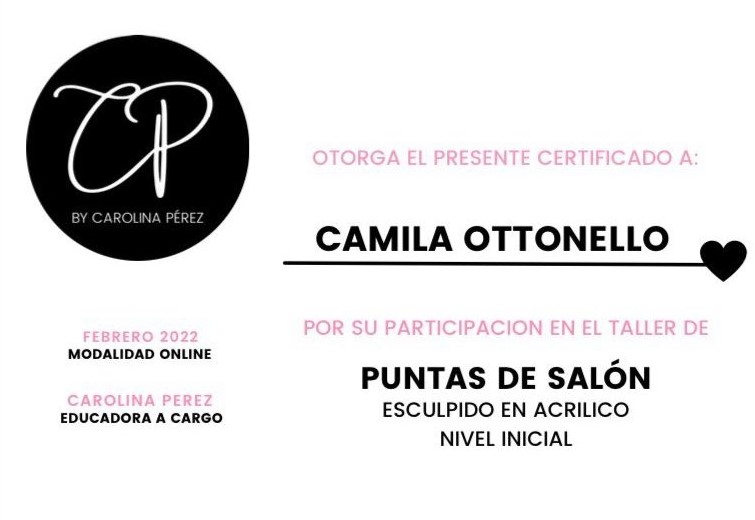 CP
BY CAROLINA PÉREZ
OTORGA EL PRESENTE CERTIFICADO A:
CAMILA OTTONELLO
FEBRERO 2022
MODALIDAD ONLINE
CAROLINA PEREZ
EDUCADORA A CARGO
POR SU PARTICIPACION EN EL TALLER DE
PUNTAS DE SALÓN
ESCULPIDO EN ACRILICO
NIVEL INICIAL